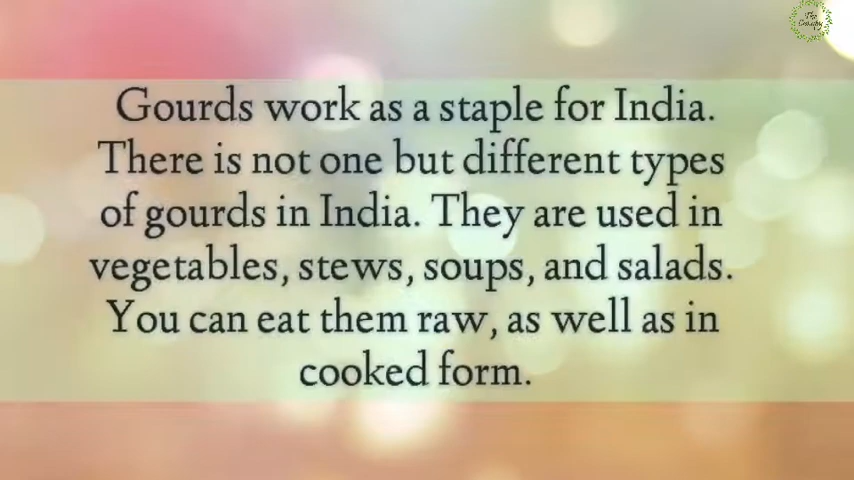 Gourds work as a staple for India.
There is not one but different types
of gourds in India. They are used in
vegetables, stews, soups, and salads.
You can eat them raw, as well as in
cooked form.